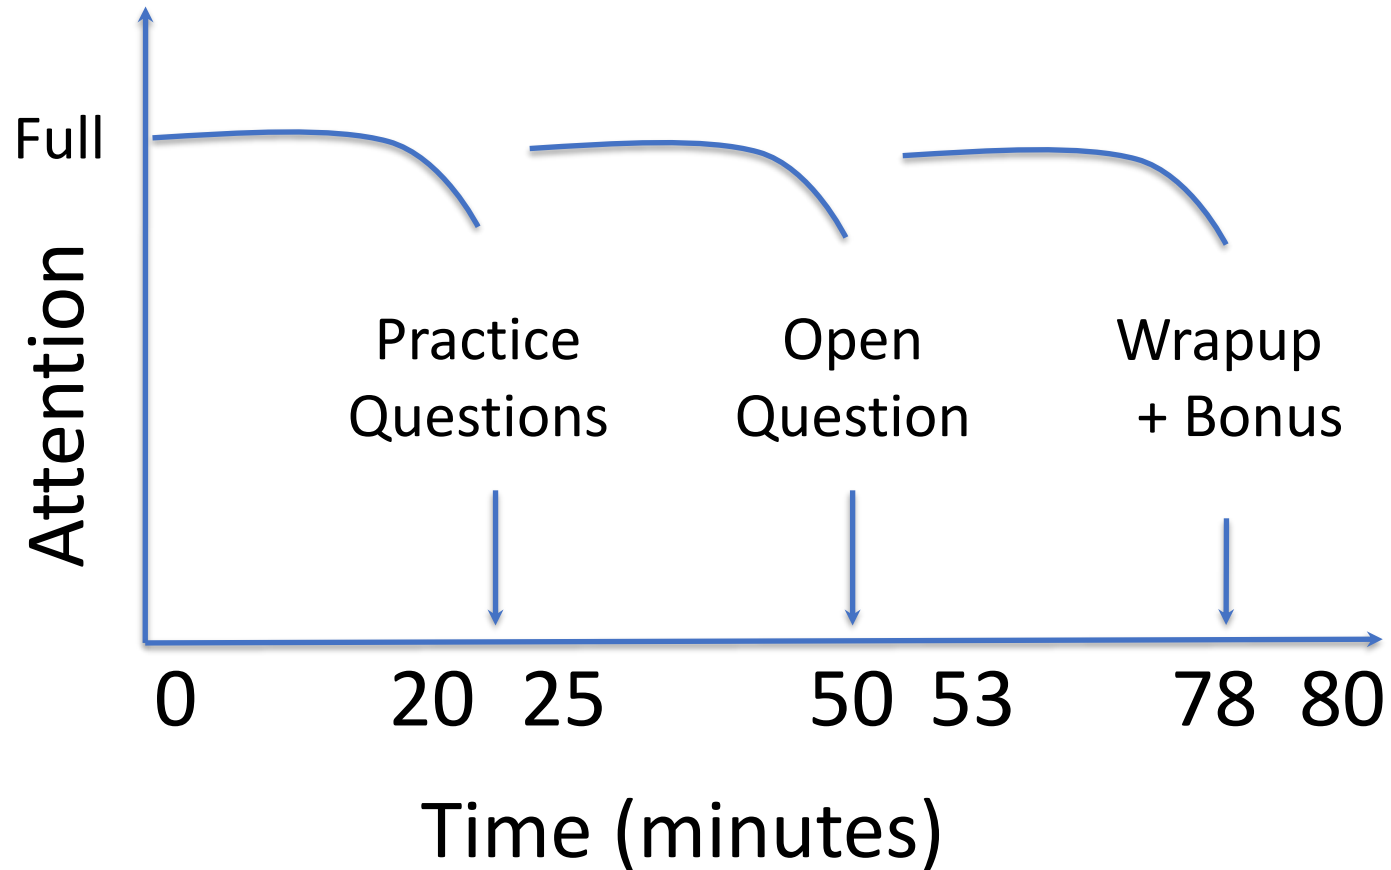 Full
Attention
Practice
Questions
Open
Question
Wrapup
+ Bonus
0 20 25 50 53 78 80
Time (minutes)